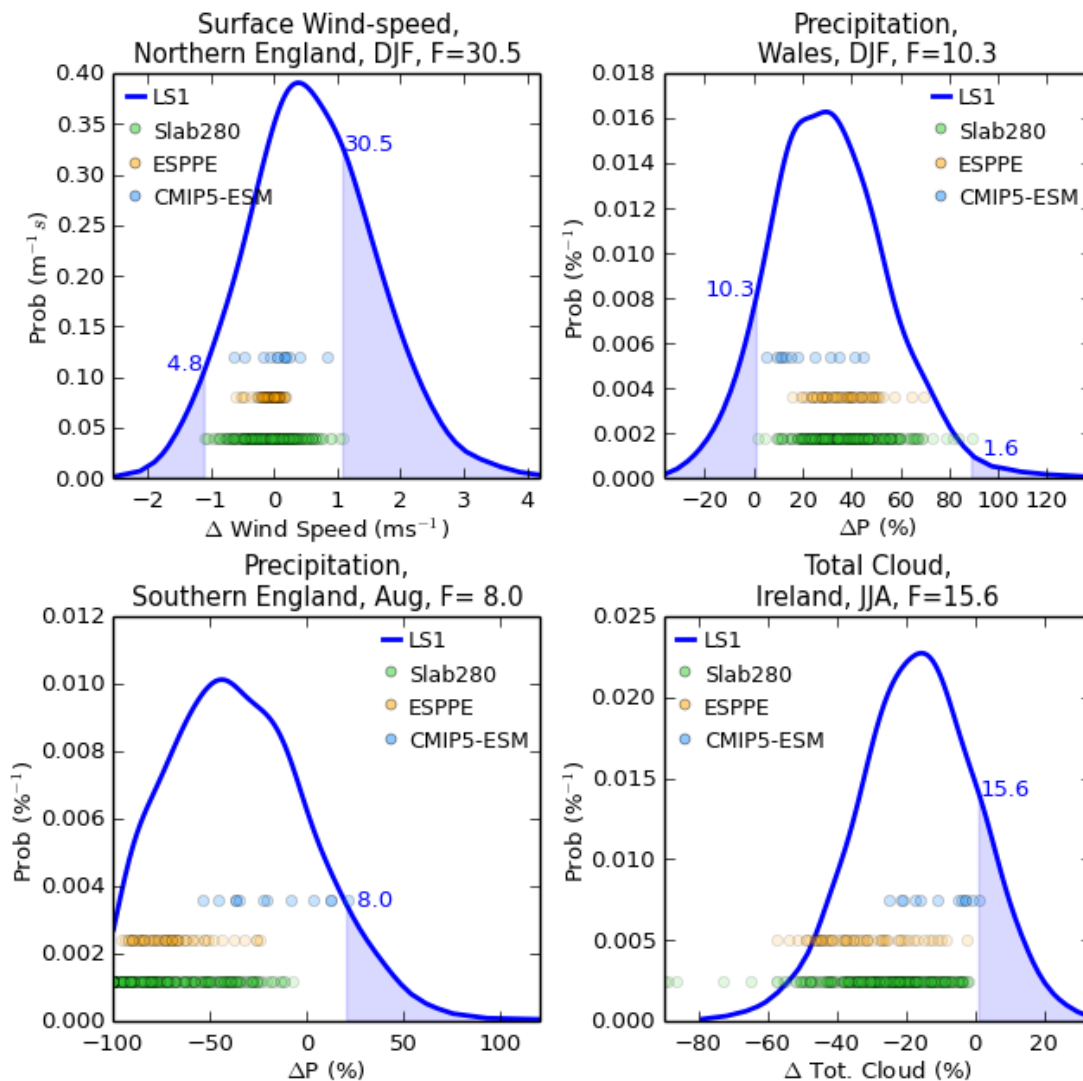 Surface Wind-speed,
Northern England, DJF, F=30.5
0.40
0.35
0.30
0.25
0.20
0.15
0.10
0.05
0.00
Prob (m⁻¹s)
LS1
Slab280
ESPPE
CMIP5-ESM
30.5
4.8
−2 −1 0 1 2 3 4
Δ Wind Speed (ms⁻¹)
Precipitation,
Wales, DJF, F=10.3
0.018
0.016
0.014
0.012
0.010
0.008
0.006
0.004
0.002
0.000
Prob (%⁻¹)
LS1
Slab280
ESPPE
CMIP5-ESM
10.3
1.6
−20 0 20 40 60 80 100 120
ΔP (%)
Precipitation,
Southern England, Aug, F= 8.0
0.012
0.010
0.008
0.006
0.004
0.002
0.000
Prob (%⁻¹)
LS1
Slab280
ESPPE
CMIP5-ESM
8.0
−100 −50 0 50 100
ΔP (%)
Total Cloud,
Ireland, JJA, F=15.6
0.025
0.020
0.015
0.010
0.005
0.000
Prob (%⁻¹)
LS1
Slab280
ESPPE
CMIP5-ESM
15.6
−80 −60 −40 −20 0 20
Δ Tot. Cloud (%)